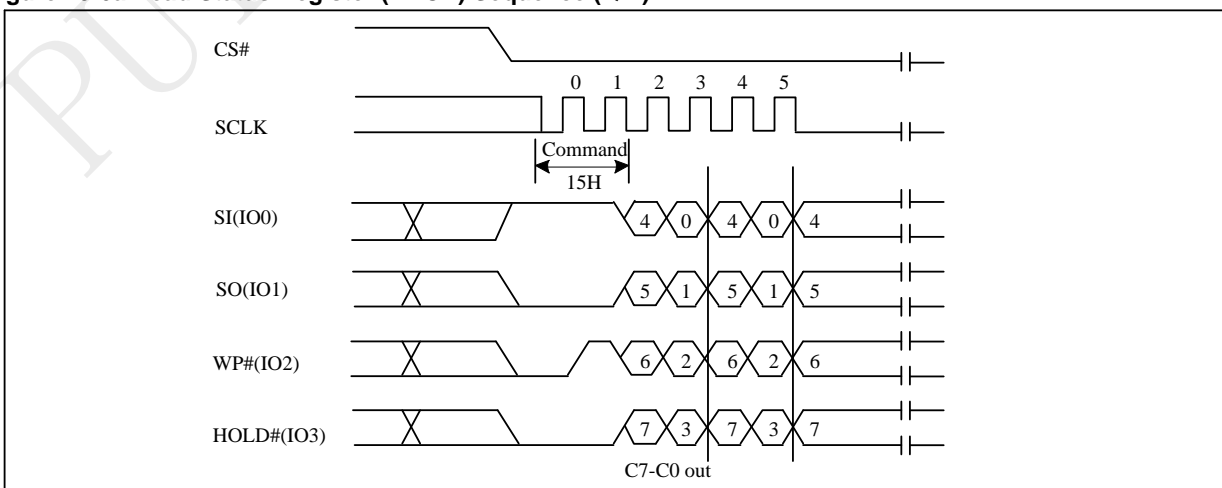 CS#
0 1 2 3 4 5
SCLK
Command
15H
SI(IO0) 4 0 4 0 4
SO(IO1) 5 1 5 1 5
WP#(IO2) 6 2 6 2 6
HOLD#(IO3) 7 3 7 3 7
C7-C0 out